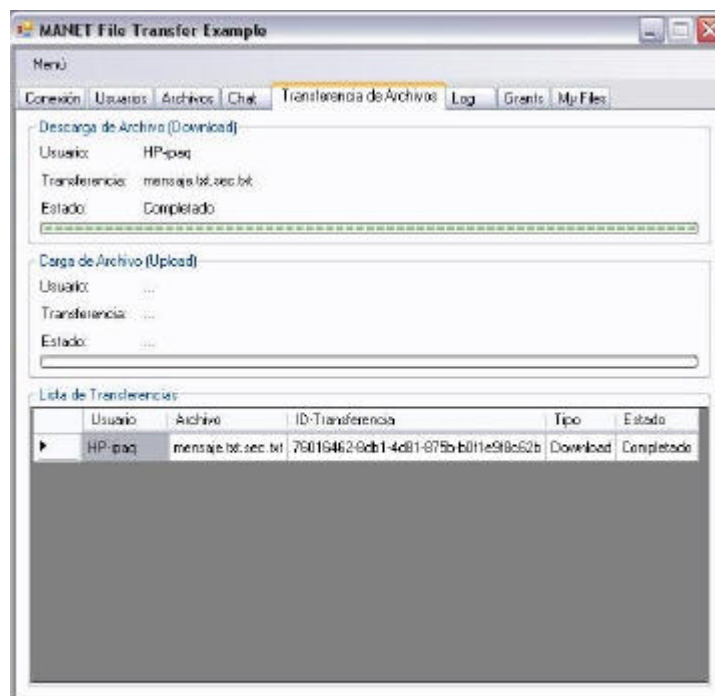 MANET File Transfer Example
Menú
Conexión Usuarios Archivos Chat Transferencia de Archivos Log Grants My Files
Descarga de Archivo (Download)
Usuario: HP-ipaq
Transferencia: mensaje.txt.sec.txt
Estado: Completado
Carga de Archivo (Upload)
Usuario: ...
Transferencia: ...
Estado: ...
Lista de Transferencias
Usuario Archivo ID-Transferencia Tipo Estado
HP-ipaq mensaje.txt.sec.txt Download Completado